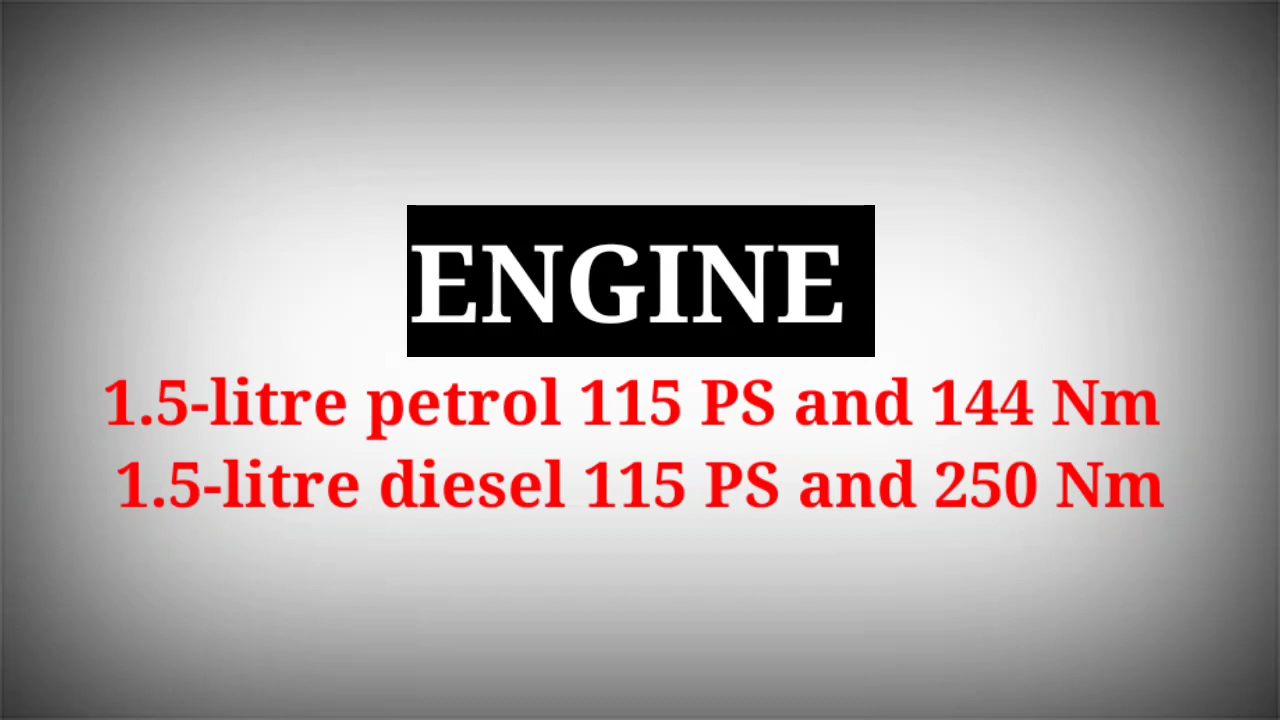 ENGINE
1.5-litre petrol 115 PS and 144 Nm
1.5-litre diesel 115 PS and 250 Nm